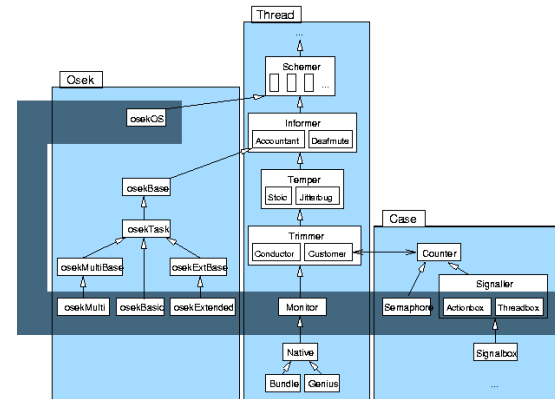 Thread
...
Schemer
...
Osek
osekOS
Informer
Accountant Deafmute
osekBase
Temper
Stoic Jitterbug
osekTask
Case
Trimmer
Conductor Customer
Counter
osekMultiBase osekExtBase
Signaller
osekMulti osekBasic osekExtended
Monitor
Semaphore
Actionbox Threadbox
Native
Signalbox
Bundle Genius
...